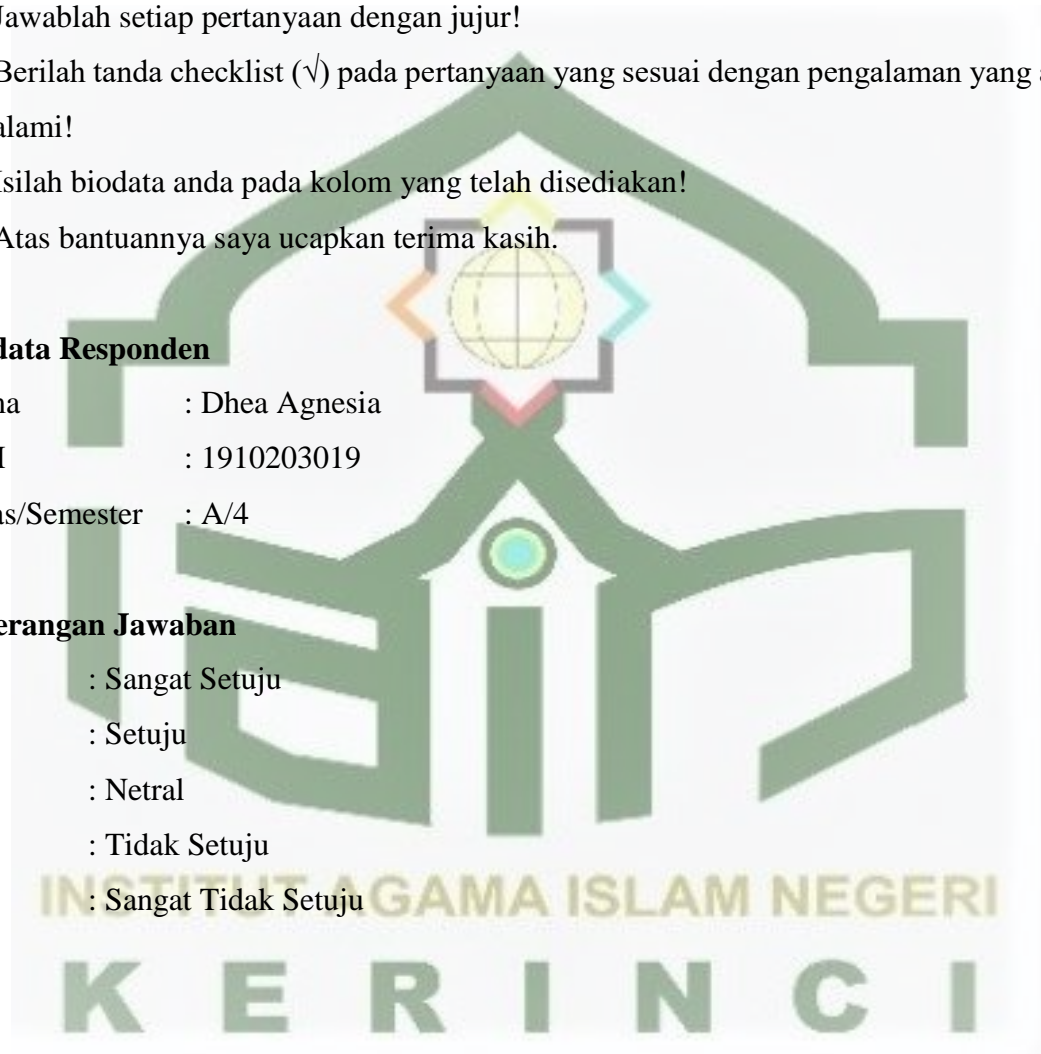 Jawablah setiap pertanyaan dengan jujur!
Berilah tanda checklist (√) pada pertanyaan yang sesuai dengan pengalaman yang a
alami!
silah biodata anda pada kolom yang telah disediakan!
Atas bantuannya saya ucapkan terima kasih.
data Responden
na : Dhea Agnesia
I : 1910203019
as/Semester : A/4
erangan Jawaban
: Sangat Setuju
: Setuju
: Netral
: Tidak Setuju
: Sangat Tidak Setuju
INSTITUT AGAMA ISLAM NEGERI
KERINCI